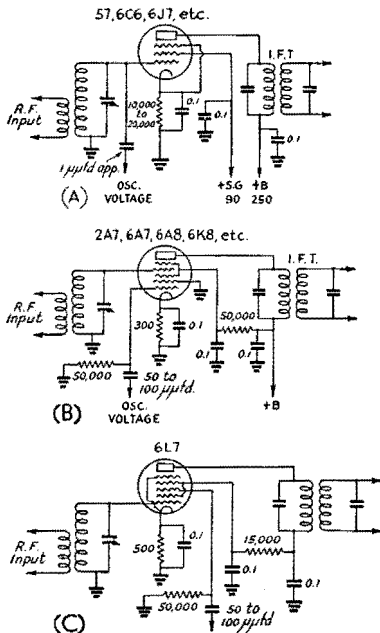 57, 6C6, 6J7, etc.
I.F.T.
R.F.
Input
10,000
to
20,000
0.1
0.1
0.1
1 µµfd app.
(A)
OSC.
VOLTAGE
+S.G
90
+B
250
2A7, 6A7, 6A8, 6K8, etc.
I.F.T.
R.F.
Input
300
0.1
50,000
0.1
0.1
50,000
50 to
100 µµfd.
(B)
OSC.
VOLTAGE
+B
6L7
R.F.
Input
500
0.1
15,000
0.1
0.1
50,000
50 to
100 µµfd
(C)